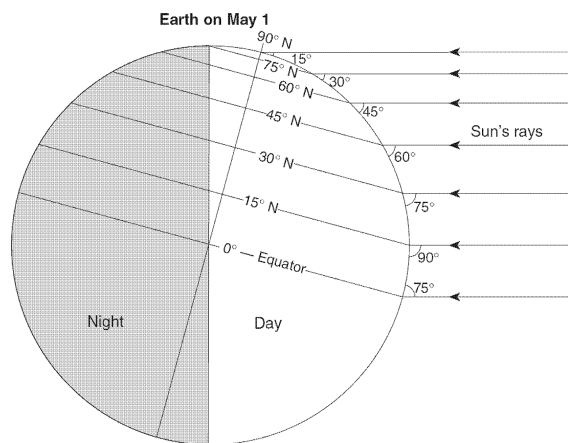 Earth on May 1
90° N
15°
75° N
30°
60° N
45°
45° N
Sun's rays
60°
30° N
75°
15° N
0° — Equator
90°
75°
Night
Day